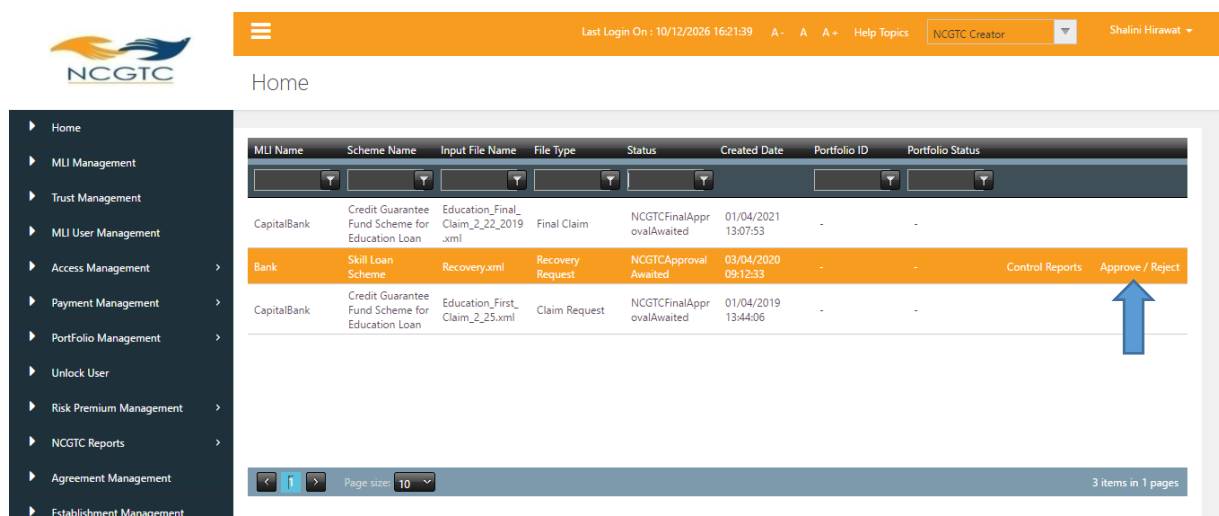 NCGTC
Last Login On : 10/12/2026 16:21:39 A- A A+ Help Topics NCGTC Creator Shalini Hirawat
Home
Home
MLI Management
Trust Management
MLI User Management
Access Management
Payment Management
PortFolio Management
Unlock User
Risk Premium Management
NCGTC Reports
Agreement Management
Establishment Management
MLI Name Scheme Name Input File Name File Type Status Created Date Portfolio ID Portfolio Status
Credit Guarantee Education_Final_
CapitalBank Fund Scheme for Claim_2_22_2019 Final Claim NCGTCFinalAppr 01/04/2021 - -
Education Loan .xml ovalAwaited 13:07:53
Skill Loan Recovery NCGTCApproval 03/04/2020
Bank Recovery.xml - - Control Reports Approve / Reject
Scheme Request Awaited 09:12:33
Credit Guarantee Education_First_ NCGTCFinalAppr 01/04/2019
CapitalBank Fund Scheme for Claim_2_25.xml Claim Request ovalAwaited 13:44:06 - -
Education Loan
1 Page size: 10 3 items in 1 pages